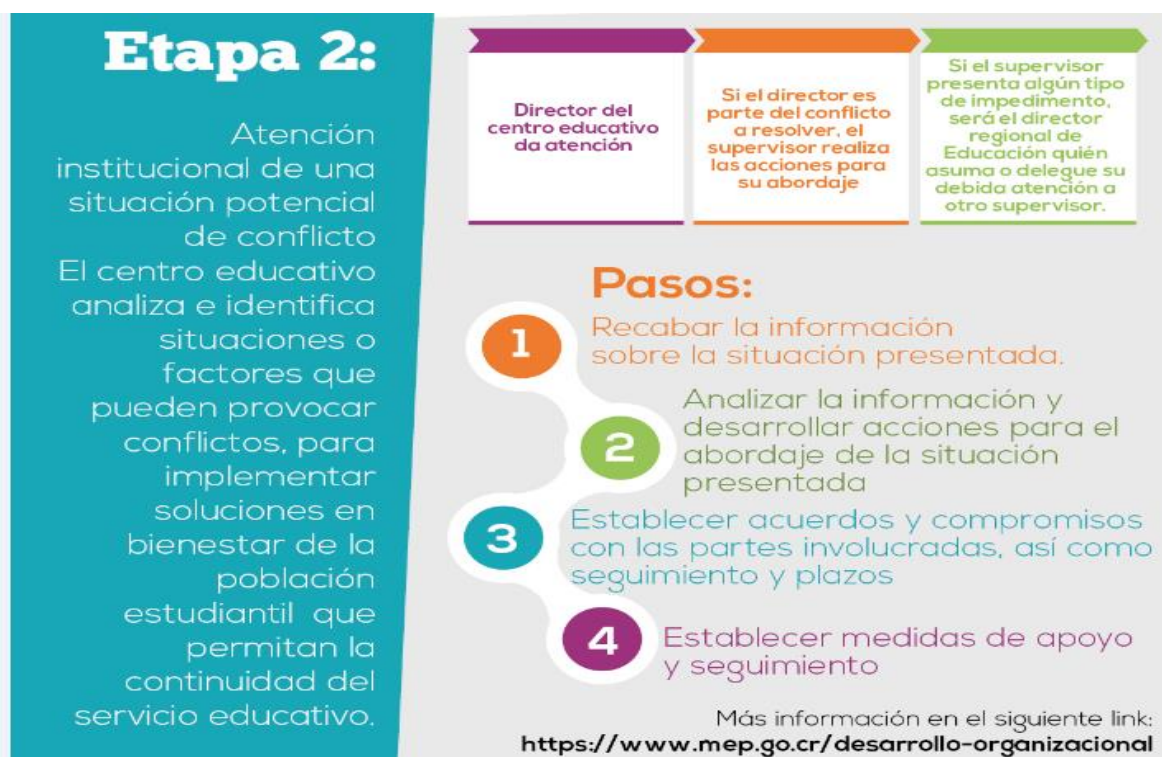 Etapa 2:
Atención
institucional de una
situación potencial
de conflicto
El centro educativo
analiza e identifica
situaciones o
factores que
pueden provocar
conflictos, para
implementar
soluciones en
bienestar de la
población
estudiantil que
permitan la
continuidad del
servicio educativo.
Director del
centro educativo
da atención
Si el director es
parte del conflicto
a resolver, el
supervisor realiza
las acciones para
su abordaje
Si el supervisor
presenta algún tipo
de impedimento,
será el director
regional de
Educación quién
asuma o delegue su
debida atención a
otro supervisor.
Pasos:
1
Recabar la información
sobre la situación presentada.
2
Analizar la información y
desarrollar acciones para el
abordaje de la situación
presentada
3
Establecer acuerdos y compromisos
con las partes involucradas, así como
seguimiento y plazos
4
Establecer medidas de apoyo
y seguimiento
Más información en el siguiente link:
https://www.mep.go.cr/desarrollo-organizacional